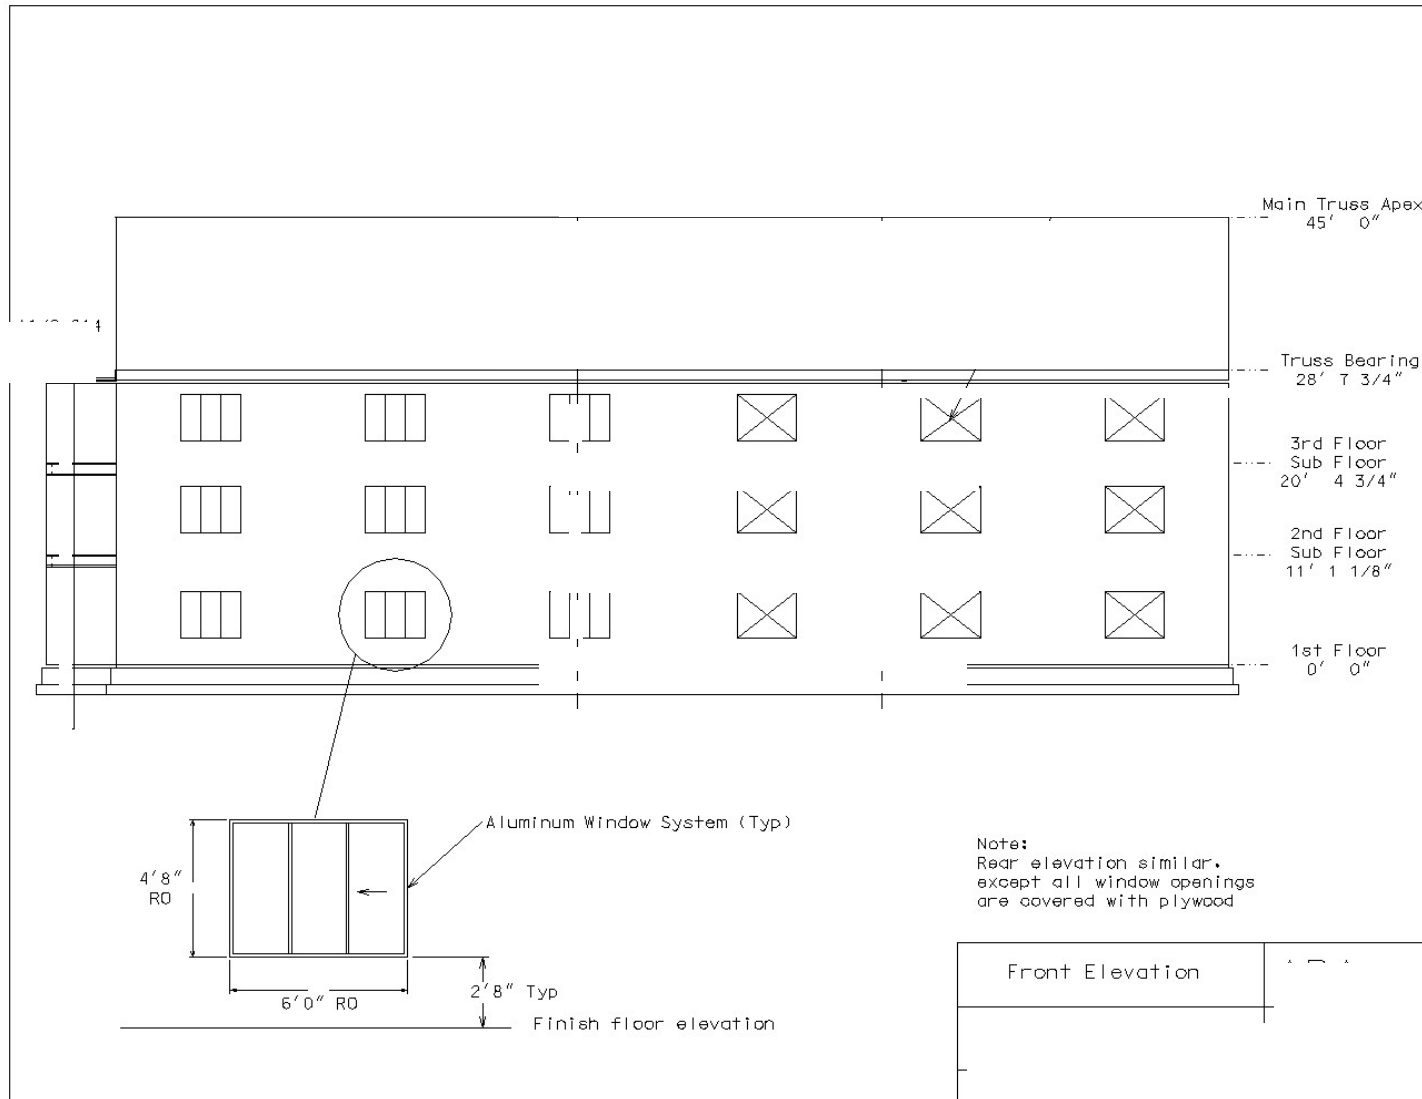 Main Truss Apex
45' 0"
Truss Bearing
28' 7 3/4"
3rd Floor
Sub Floor
20' 4 3/4"
2nd Floor
Sub Floor
11' 1 1/8"
1st Floor
0' 0"
Aluminum Window System (Typ)
4'8"
RO
6'0" RO
2'8" Typ
Finish floor elevation
Note:
Rear elevation similar.
except all window openings
are covered with plywood
Front Elevation